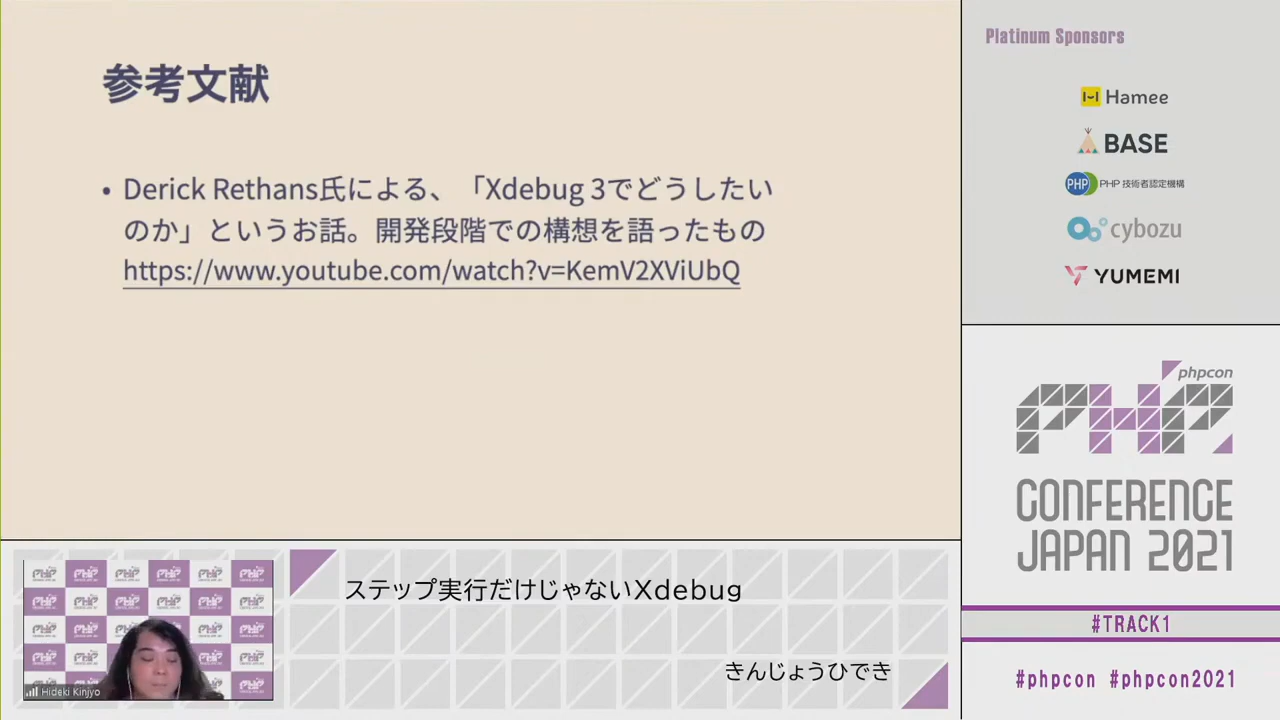 参考文献
• Derick Rethans氏による、「Xdebug 3でどうしたい
のか」というお話。開発段階での構想を語ったもの
https://www.youtube.com/watch?v=KemV2XViUbQ
Platinum Sponsors
Hamee
BASE
PHP PHP 技術者認定機構
cybozu
YUMEMI
phpcon
PHP
CONFERENCE
JAPAN 2021
#TRACK1
#phpcon #phpcon2021
ステップ実行だけじゃないXdebug
きんじょうひでき
Hideki Kinjyo